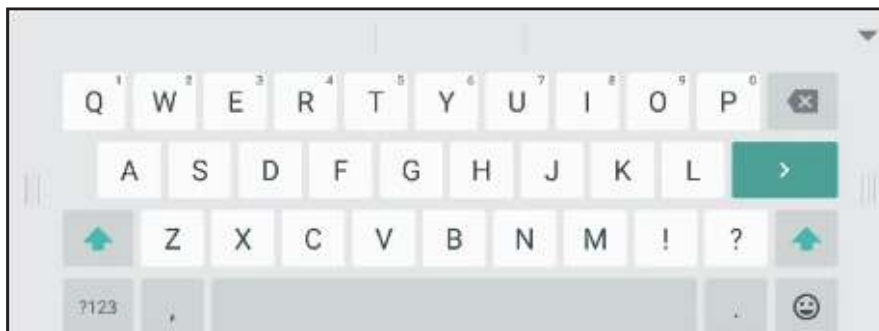 Q 1 W 2 E 3 R 4 T 5 Y 6 U 7 I 8 O 9 P 0
A S D F G H J K L
Z X C V B N M ! ?
?123 , .